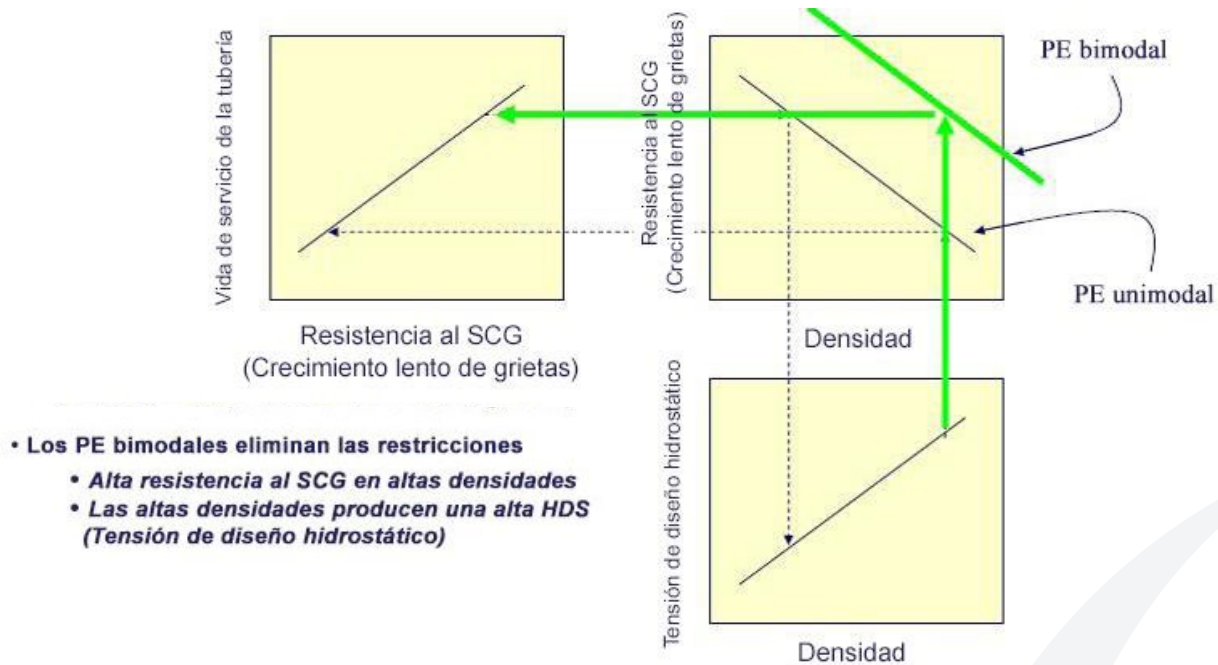 Vida de servicio de la tubería
Resistencia al SCG
(Crecimiento lento de grietas)
Resistencia al SCG
(Crecimiento lento de grietas)
Densidad
PE bimodal
PE unimodal
Tensión de diseño hidrostático
Densidad
• Los PE bimodales eliminan las restricciones
• Alta resistencia al SCG en altas densidades
• Las altas densidades producen una alta HDS
(Tensión de diseño hidrostático)